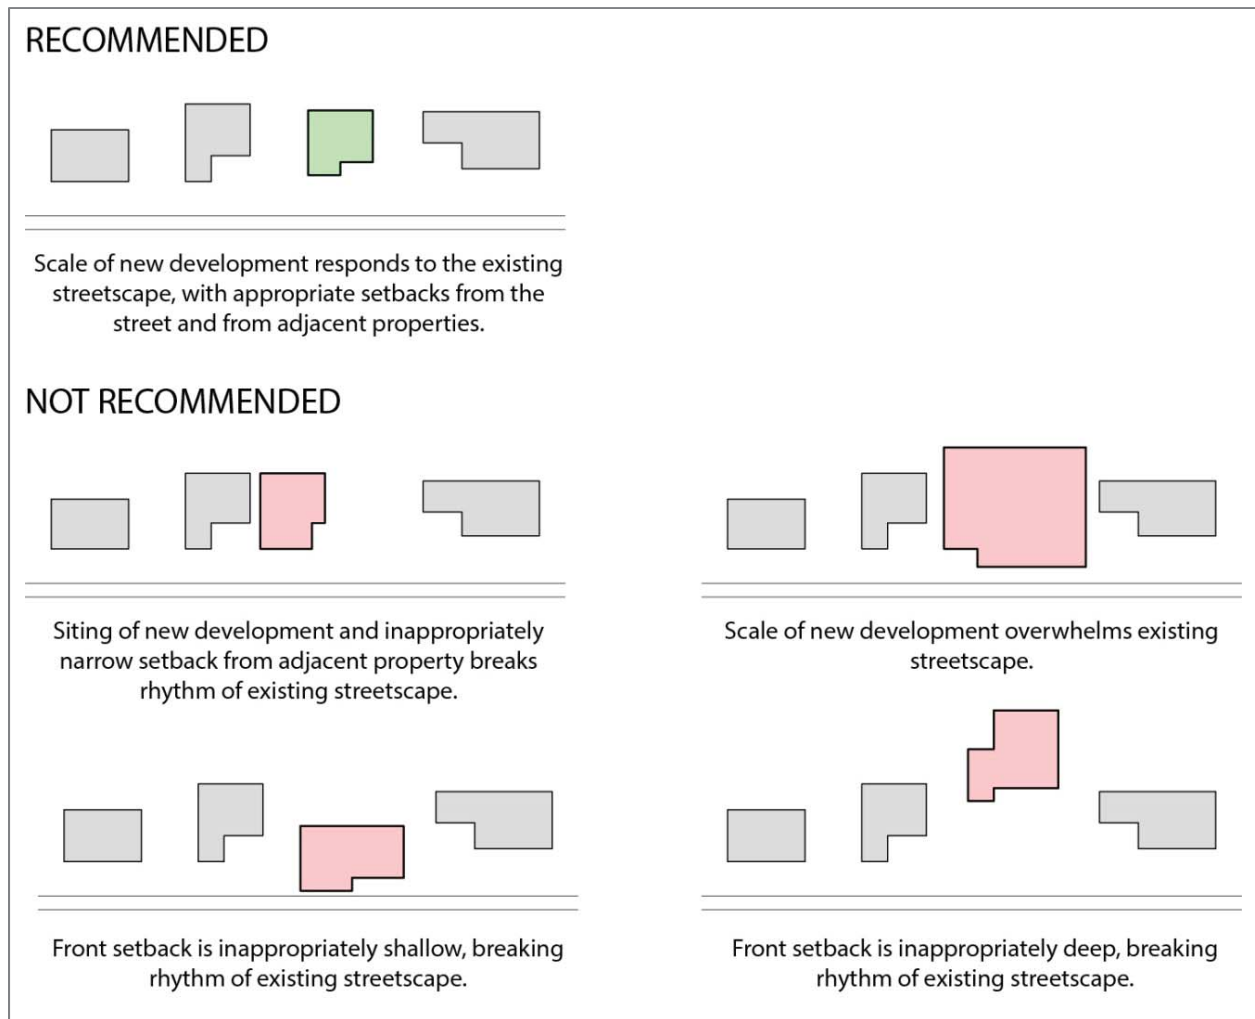 RECOMMENDED
Scale of new development responds to the existing
streetscape, with appropriate setbacks from the
street and from adjacent properties.
NOT RECOMMENDED
Siting of new development and inappropriately
narrow setback from adjacent property breaks
rhythm of existing streetscape.
Scale of new development overwhelms existing
streetscape.
Front setback is inappropriately shallow, breaking
rhythm of existing streetscape.
Front setback is inappropriately deep, breaking
rhythm of existing streetscape.